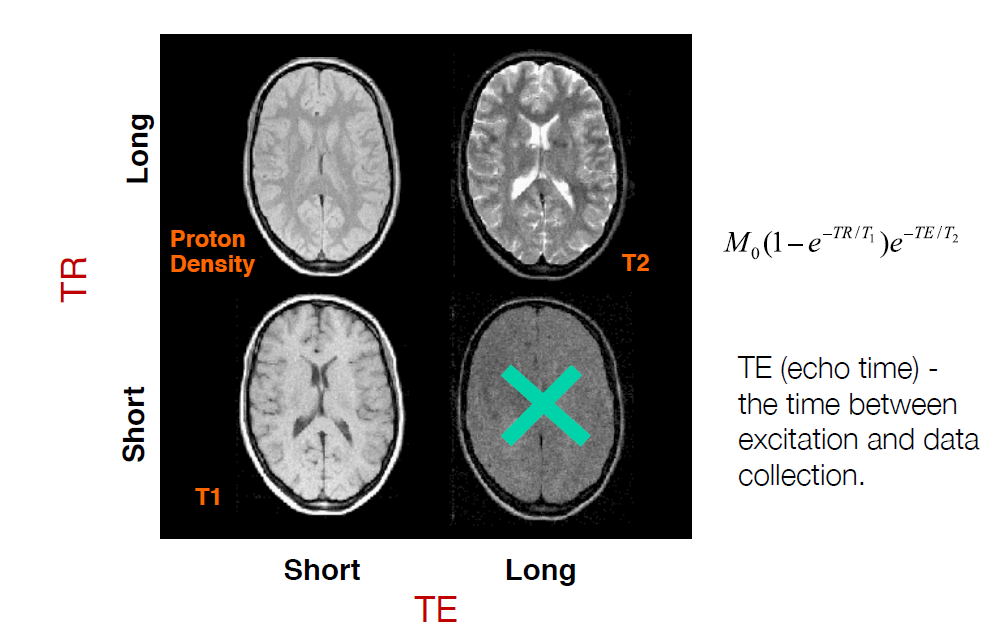 Long
Proton
Density
T2
TR
M₀(1−e^{−TR/T₁})e^{−TE/T₂}
TE (echo time) -
the time between
excitation and data
collection.
Short
T1
Short
Long
TE